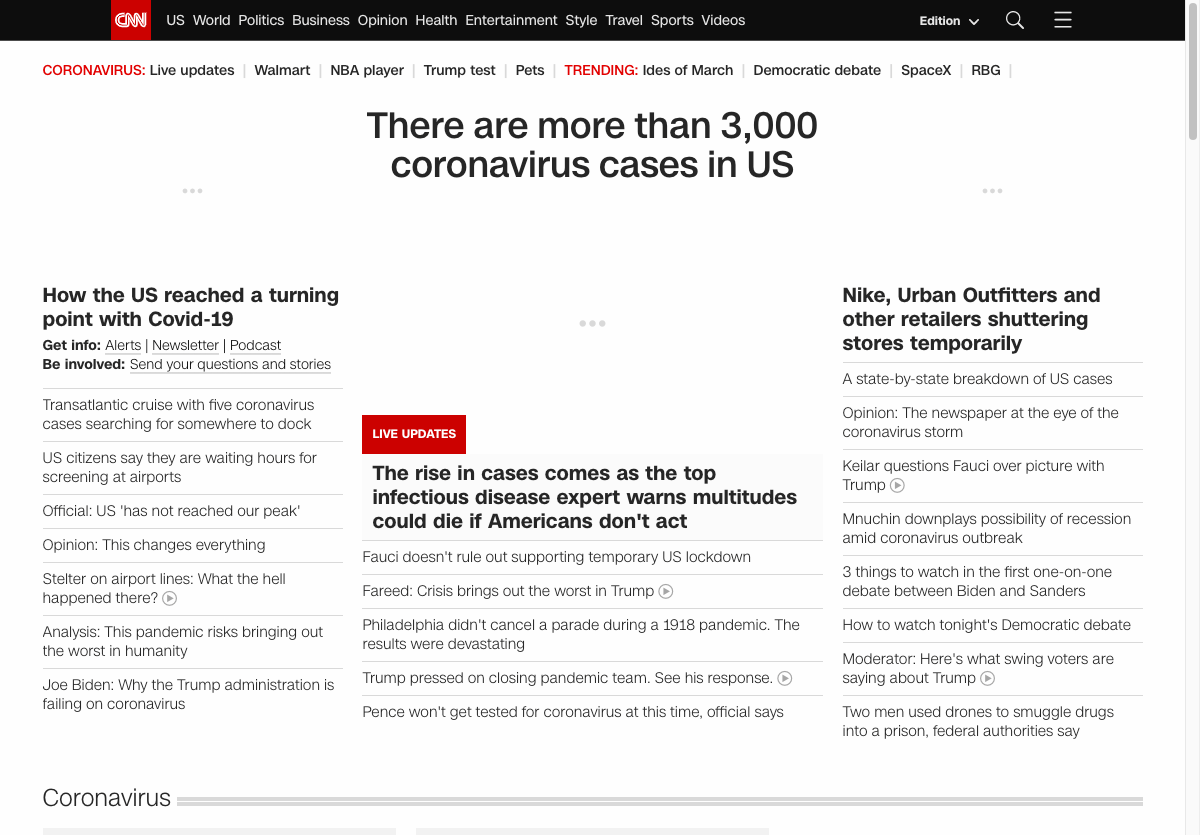 CNN US World Politics Business Opinion Health Entertainment Style Travel Sports Videos Edition
CORONAVIRUS: Live updates | Walmart | NBA player | Trump test | Pets | TRENDING: Ides of March | Democratic debate | SpaceX | RBG |
There are more than 3,000
coronavirus cases in US
How the US reached a turning
point with Covid-19
Get info: Alerts | Newsletter | Podcast
Be involved: Send your questions and stories
Transatlantic cruise with five coronavirus
cases searching for somewhere to dock
US citizens say they are waiting hours for
screening at airports
Official: US 'has not reached our peak'
Opinion: This changes everything
Stelter on airport lines: What the hell
happened there?
Analysis: This pandemic risks bringing out
the worst in humanity
Joe Biden: Why the Trump administration is
failing on coronavirus
LIVE UPDATES
The rise in cases comes as the top
infectious disease expert warns multitudes
could die if Americans don't act
Fauci doesn't rule out supporting temporary US lockdown
Fareed: Crisis brings out the worst in Trump
Philadelphia didn't cancel a parade during a 1918 pandemic. The
results were devastating
Trump pressed on closing pandemic team. See his response.
Pence won't get tested for coronavirus at this time, official says
Nike, Urban Outfitters and
other retailers shuttering
stores temporarily
A state-by-state breakdown of US cases
Opinion: The newspaper at the eye of the
coronavirus storm
Keilar questions Fauci over picture with
Trump
Mnuchin downplays possibility of recession
amid coronavirus outbreak
3 things to watch in the first one-on-one
debate between Biden and Sanders
How to watch tonight's Democratic debate
Moderator: Here's what swing voters are
saying about Trump
Two men used drones to smuggle drugs
into a prison, federal authorities say
Coronavirus